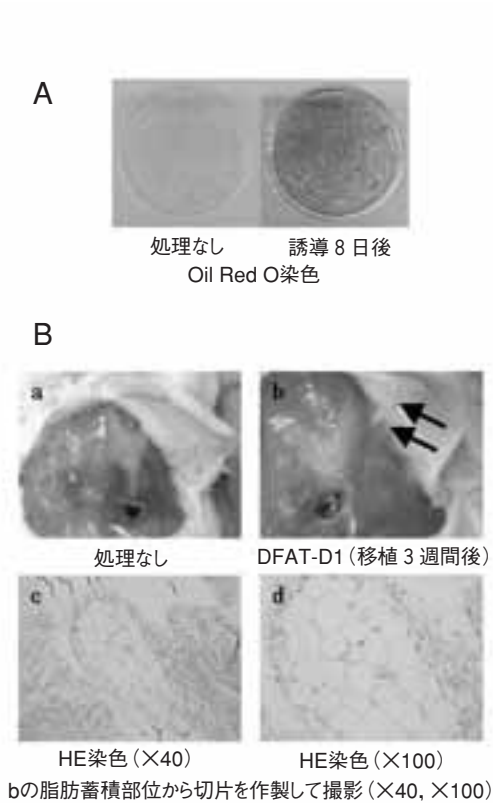 A
処理なし 誘導 8 日後
Oil Red O染色
B
a b
処理なし DFAT-D1（移植 3 週間後）
c d
HE染色（×40） HE染色（×100）
bの脂肪蓄積部位から切片を作製して撮影（×40，×100）